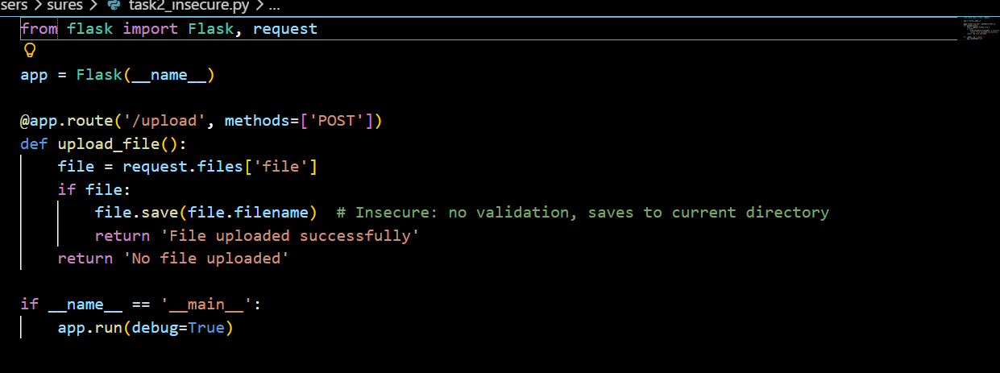 sers > sures > task2_insecure.py > ...
from flask import Flask, request
app = Flask(__name__)
@app.route('/upload', methods=['POST'])
def upload_file():
    file = request.files['file']
    if file:
        file.save(file.filename)  # Insecure: no validation, saves to current directory
        return 'File uploaded successfully'
    return 'No file uploaded'
if __name__ == '__main__':
    app.run(debug=True)